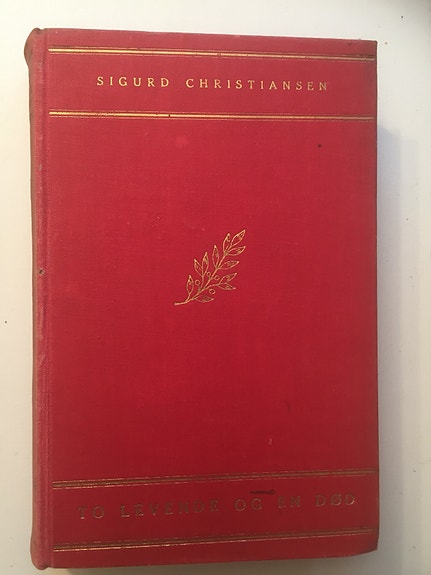 SIGURD CHRISTIANSEN
TO LEVENDE OG EN DØD